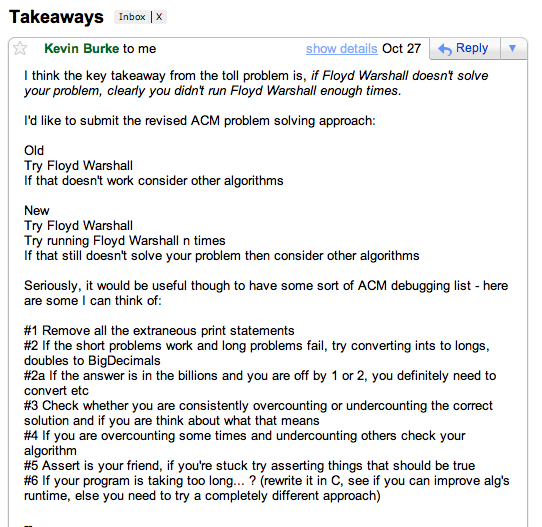 Takeaways Inbox | X
Kevin Burke to me show details Oct 27 Reply
I think the key takeaway from the toll problem is, if Floyd Warshall doesn't solve
your problem, clearly you didn't run Floyd Warshall enough times.
I'd like to submit the revised ACM problem solving approach:
Old
Try Floyd Warshall
If that doesn't work consider other algorithms
New
Try Floyd Warshall
Try running Floyd Warshall n times
If that still doesn't solve your problem then consider other algorithms
Seriously, it would be useful though to have some sort of ACM debugging list - here
are some I can think of:
#1 Remove all the extraneous print statements
#2 If the short problems work and long problems fail, try converting ints to longs,
doubles to BigDecimals
#2a If the answer is in the billions and you are off by 1 or 2, you definitely need to
convert etc
#3 Check whether you are consistently overcounting or undercounting the correct
solution and if you are think about what that means
#4 If you are overcounting some times and undercounting others check your
algorithm
#5 Assert is your friend, if you're stuck try asserting things that should be true
#6 If your program is taking too long... ? (rewrite it in C, see if you can improve alg's
runtime, else you need to try a completely different approach)
--